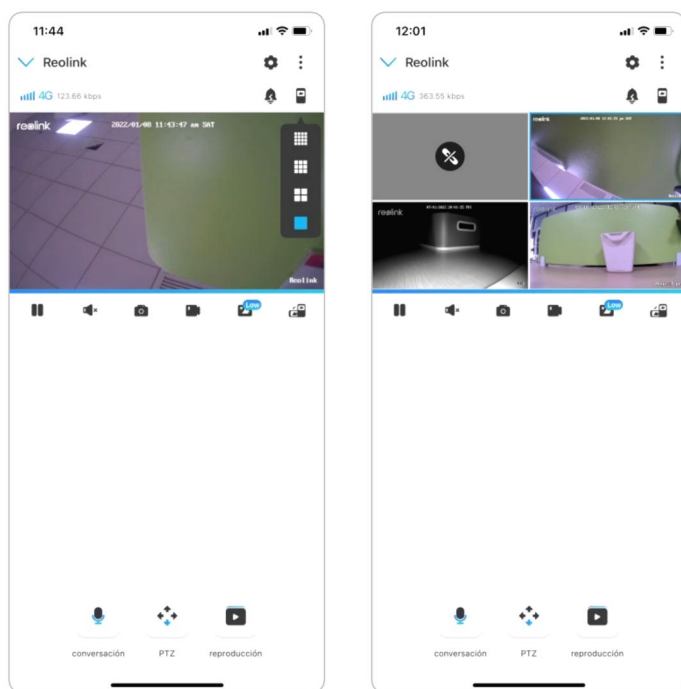 11:44
Reolink
4G 123.66 kbps
reolink
2022/01/08 11:43:47 am SAT
Reolink
Low
conversación PTZ reproducción
12:01
Reolink
4G 363.55 kbps
reolink
reolink
Low
conversación PTZ reproducción